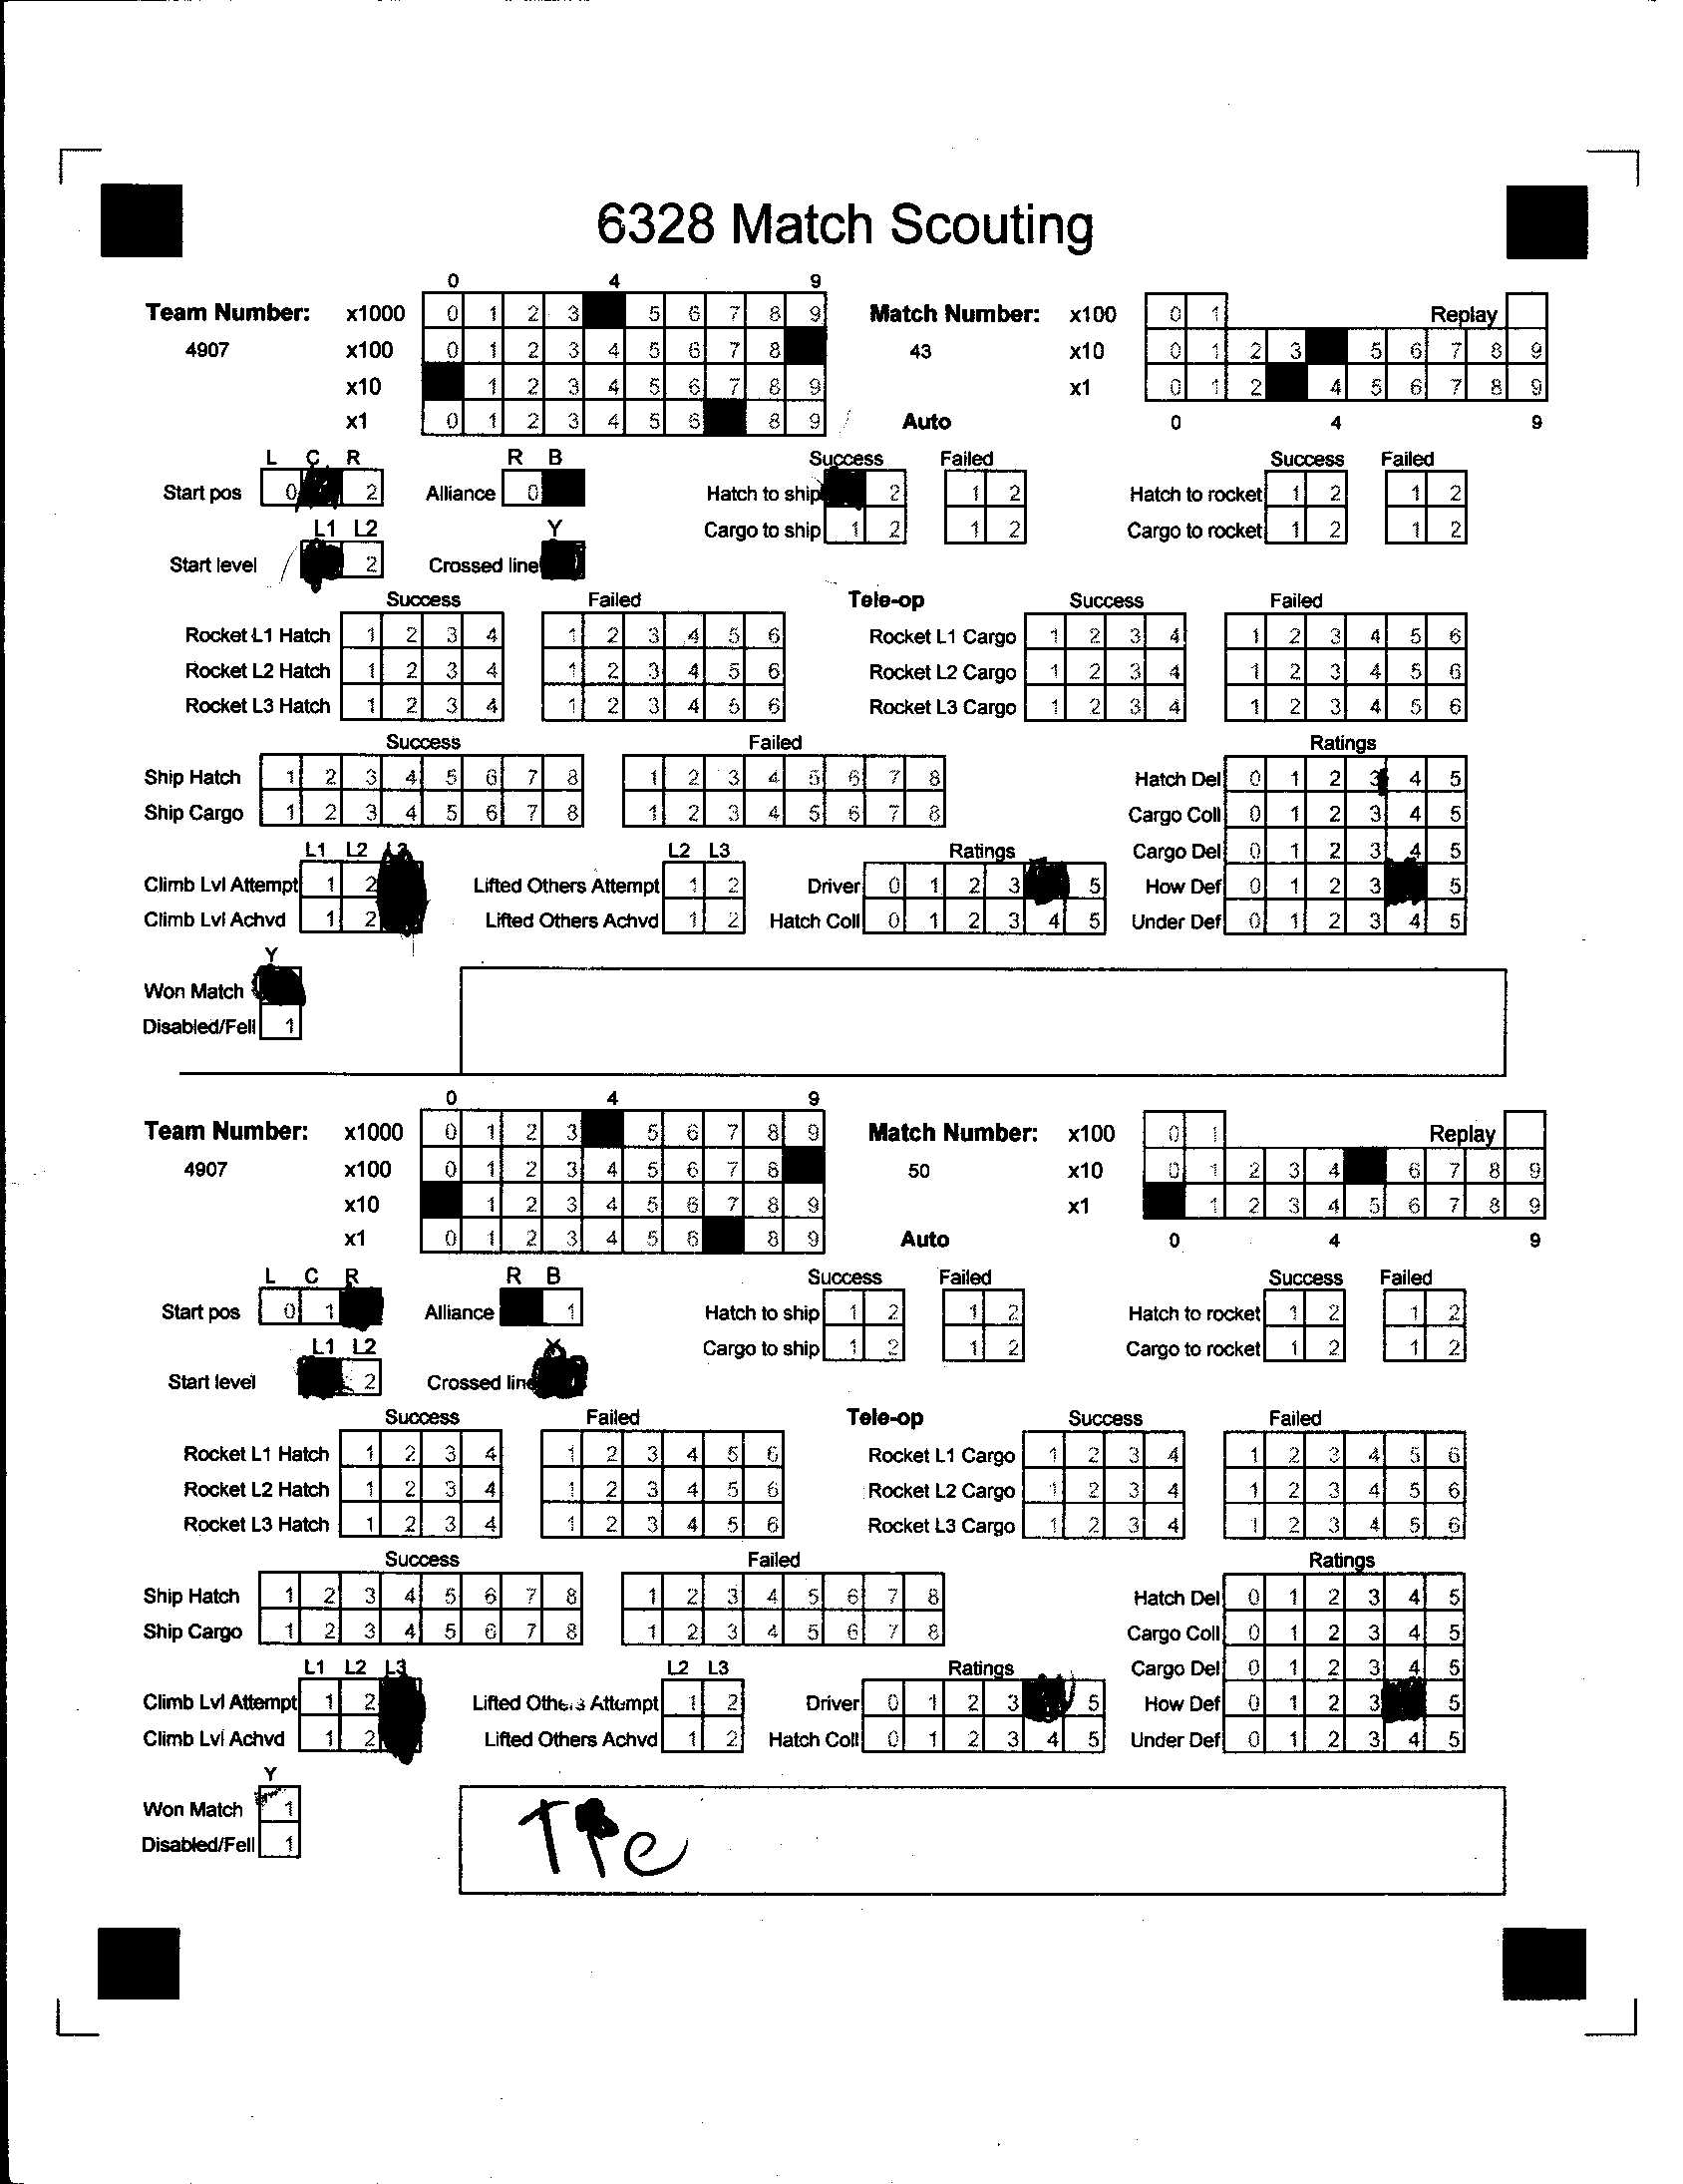 6328 Match Scouting
0 4 9
Team Number: x1000 0 1 2 3 5 6 7 8 9 Match Number: x100 0 1 Replay
4907 x100 0 1 2 3 4 5 6 7 8 43 x10 0 1 2 3 5 6 7 8 9
x10 1 2 3 4 5 6 7 8 9 x1 0 1 2 4 5 6 7 8 9
x1 0 1 2 3 4 5 6 8 9 Auto 0 4 9
L C R R B Success Failed Success Failed
Start pos 0 2 Alliance 0 Hatch to ship 2 1 2 Hatch to rocket 1 2 1 2
L1 L2 Y Cargo to ship 1 2 1 2 Cargo to rocket 1 2 1 2
Start level 2 Crossed line
Success Failed Tele-op Success Failed
Rocket L1 Hatch 1 2 3 4 1 2 3 4 5 6 Rocket L1 Cargo 1 2 3 4 1 2 3 4 5 6
Rocket L2 Hatch 1 2 3 4 1 2 3 4 5 6 Rocket L2 Cargo 1 2 3 4 1 2 3 4 5 6
Rocket L3 Hatch 1 2 3 4 1 2 3 4 5 6 Rocket L3 Cargo 1 2 3 4 1 2 3 4 5 6
Success Failed Ratings
Ship Hatch 1 2 3 4 5 6 7 8 1 2 3 4 5 6 7 8 Hatch Del 0 1 2 3 4 5
Ship Cargo 1 2 3 4 5 6 7 8 1 2 3 4 5 6 7 8 Cargo Coll 0 1 2 3 4 5
L1 L2 L3 L2 L3 Ratings Cargo Del 0 1 2 3 4 5
Climb Lvl Attempt 1 2 Lifted Others Attempt 1 2 Driver 0 1 2 3 5 How Def 0 1 2 3 5
Climb Lvl Achvd 1 2 Lifted Others Achvd 1 2 Hatch Coll 0 1 2 3 4 5 Under Def 0 1 2 3 4 5
Y
Won Match
Disabled/Fell 1
0 4 9
Team Number: x1000 0 1 2 3 5 6 7 8 9 Match Number: x100 0 1 Replay
4907 x100 0 1 2 3 4 5 6 7 8 50 x10 0 1 2 3 4 6 7 8 9
x10 1 2 3 4 5 6 7 8 9 x1 1 2 3 4 5 6 7 8 9
x1 0 1 2 3 4 5 6 8 9 Auto 0 4 9
L C R R B Success Failed Success Failed
Start pos 0 1 Alliance 1 Hatch to ship 1 2 1 2 Hatch to rocket 1 2 1 2
L1 L2 Cargo to ship 1 2 1 2 Cargo to rocket 1 2 1 2
Start level 2 Crossed line
Success Failed Tele-op Success Failed
Rocket L1 Hatch 1 2 3 4 1 2 3 4 5 6 Rocket L1 Cargo 1 2 3 4 1 2 3 4 5 6
Rocket L2 Hatch 1 2 3 4 1 2 3 4 5 6 Rocket L2 Cargo 1 2 3 4 1 2 3 4 5 6
Rocket L3 Hatch 1 2 3 4 1 2 3 4 5 6 Rocket L3 Cargo 1 2 3 4 1 2 3 4 5 6
Success Failed Ratings
Ship Hatch 1 2 3 4 5 6 7 8 1 2 3 4 5 6 7 8 Hatch Del 0 1 2 3 4 5
Ship Cargo 1 2 3 4 5 6 7 8 1 2 3 4 5 6 7 8 Cargo Coll 0 1 2 3 4 5
L1 L2 L3 L2 L3 Ratings Cargo Del 0 1 2 3 4 5
Climb Lvl Attempt 1 2 Lifted Others Attempt 1 2 Driver 0 1 2 3 5 How Def 0 1 2 3 5
Climb Lvl Achvd 1 2 Lifted Others Achvd 1 2 Hatch Coll 0 1 2 3 4 5 Under Def 0 1 2 3 4 5
Y
Won Match 1
Disabled/Fell 1
TIe